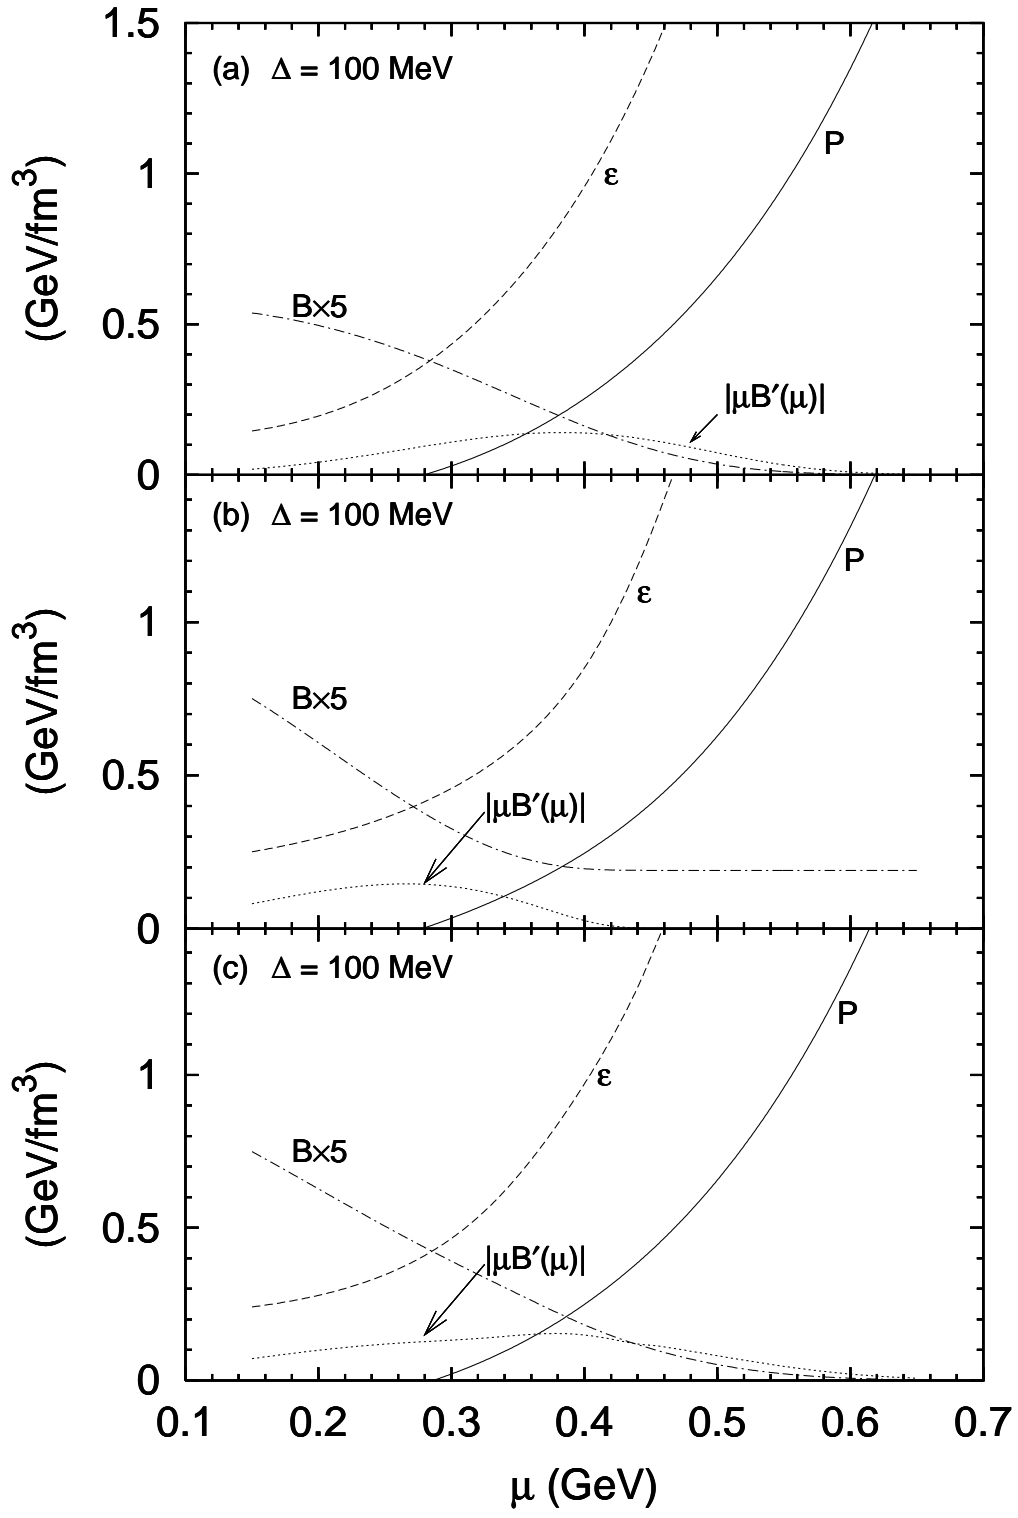 1.5
(a) Δ = 100 MeV
P
1
ε
(GeV/fm³)
B×5
0.5
|μB′(μ)|
0
(b) Δ = 100 MeV
P
ε
1
(GeV/fm³)
B×5
0.5
|μB′(μ)|
0
(c) Δ = 100 MeV
P
1
ε
(GeV/fm³)
B×5
0.5
|μB′(μ)|
0
0.1 0.2 0.3 0.4 0.5 0.6 0.7
μ (GeV)